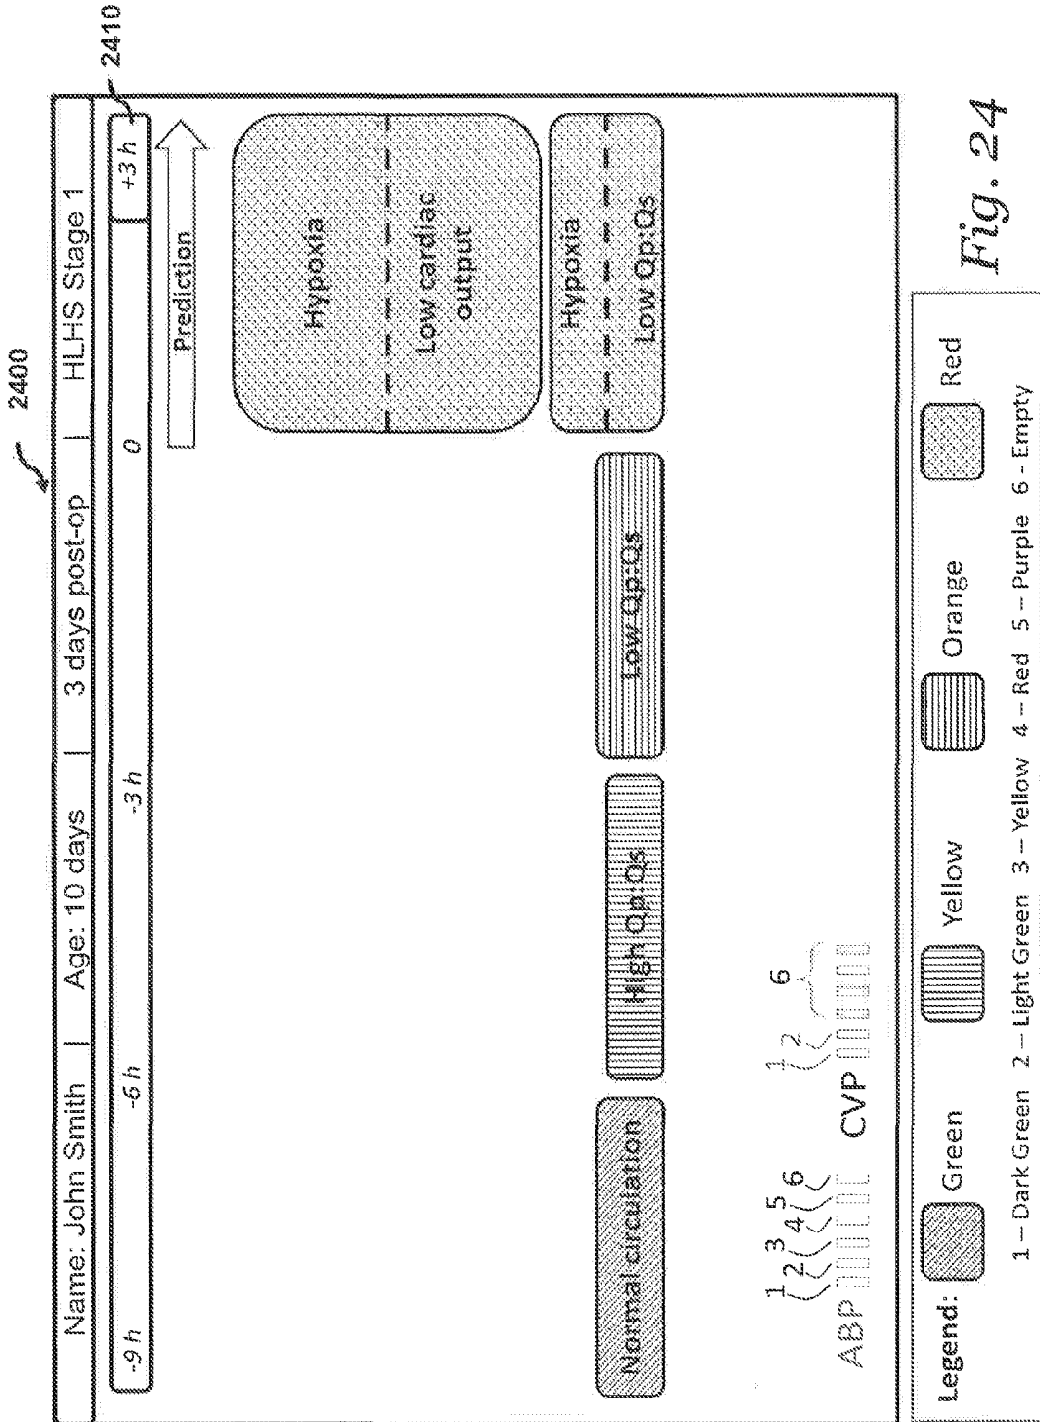 2400
Name: John Smith | Age: 10 days | 3 days post-op | HLHS Stage 1
-9 h -6 h -3 h 0 +3 h
2410
Prediction
Hypoxia
Low cardiac
output
Normal circulation High Qp:Qs Low Qp:Qs
Hypoxia
Low Qp:Qs
1 2 3 4 5 6
ABP
1 2 6
CVP
Legend: Green Yellow Orange Red
1 – Dark Green 2 – Light Green 3 – Yellow 4 – Red 5 – Purple 6 - Empty
Fig. 24